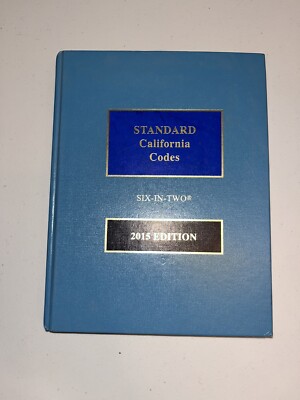 STANDARD
California
Codes
SIX-IN-TWO®
2015 EDITION